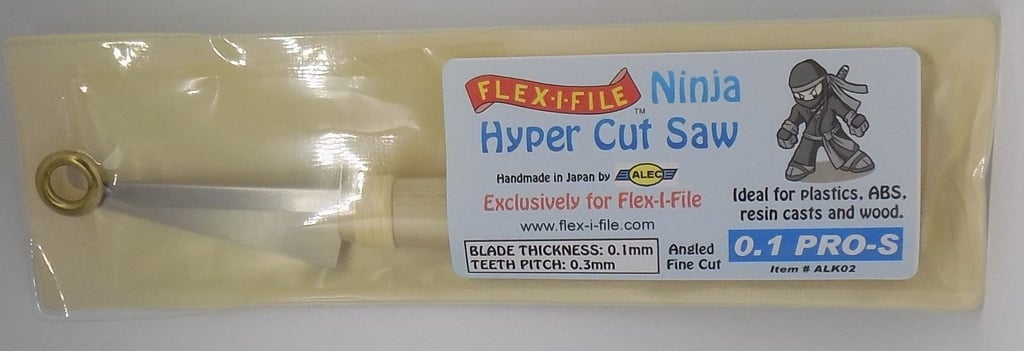 FLEX-I-FILE™ Ninja
Hyper Cut Saw
Handmade in Japan by ALEC
Exclusively for Flex-I-File
www.flex-i-file.com
BLADE THICKNESS: 0.1mm
TEETH PITCH: 0.3mm
Angled
Fine Cut
Ideal for plastics, ABS,
resin casts and wood.
0.1 PRO-S
Item # ALK02